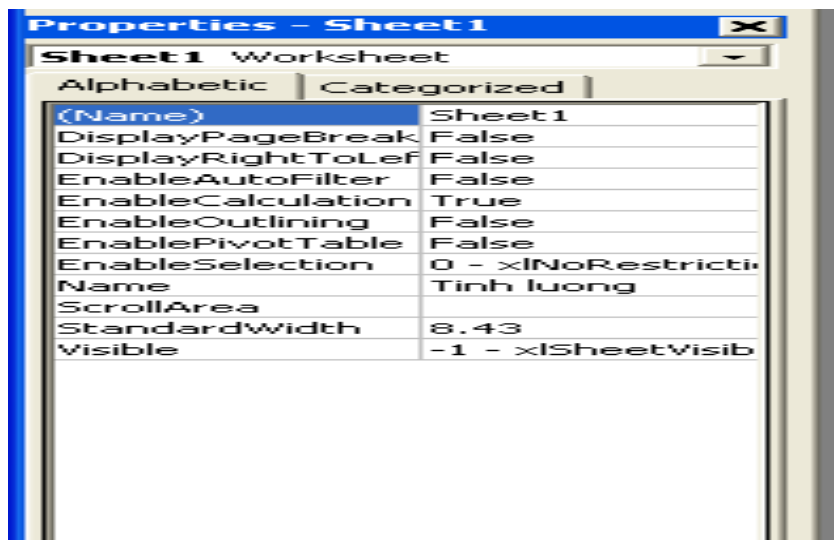 Properties - Sheet1
Sheet1 Worksheet
Alphabetic Categorized
(Name) Sheet1
DisplayPageBreak False
DisplayRightToLef False
EnableAutoFilter False
EnableCalculation True
EnableOutlining False
EnablePivotTable False
EnableSelection 0 - xlNoRestrictio
Name Tinh luong
ScrollArea
StandardWidth 8.43
Visible -1 - xlSheetVisib